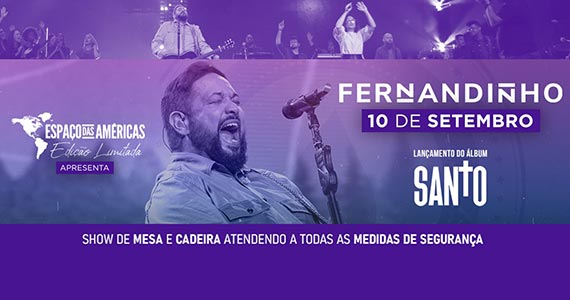 ESPAÇO DAS AMÉRICAS
Edição Limitada
APRESENTA
FERNANDIÑHO
10 DE SETEMBRO
LANÇAMENTO DO ÁLBUM
SANTO
SHOW DE MESA E CADEIRA ATENDENDO A TODAS AS MEDIDAS DE SEGURANÇA